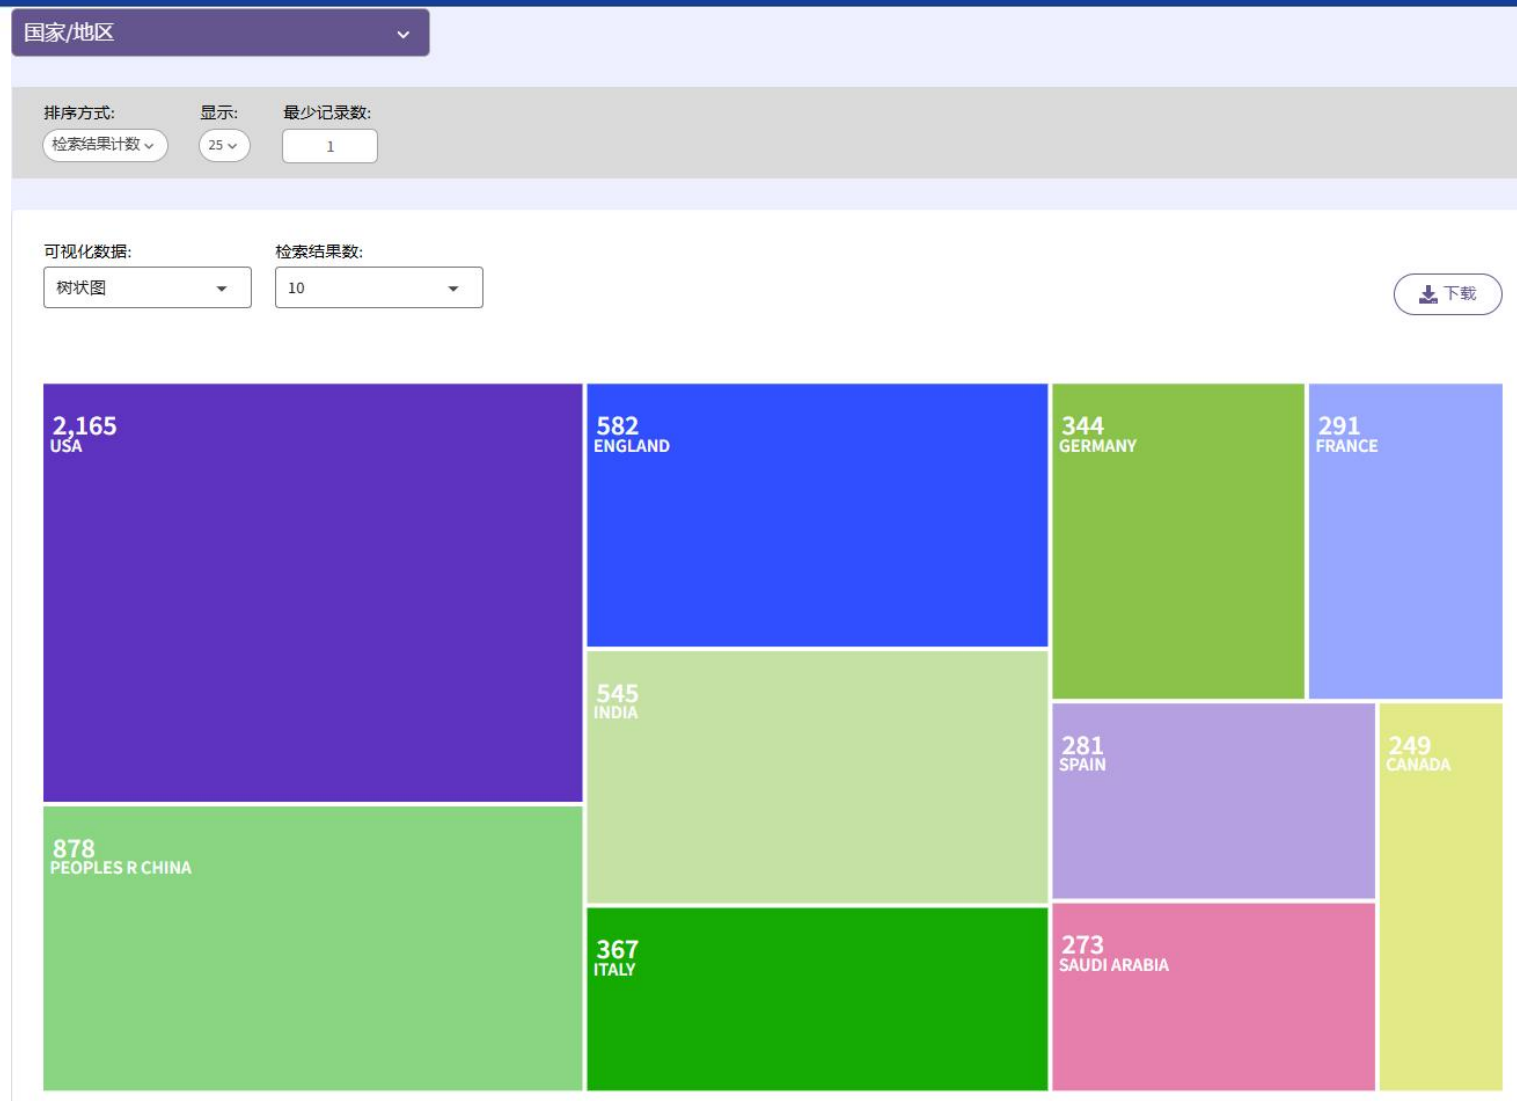 国家/地区
排序方式: 显示: 最少记录数:
检索结果计数 25 1
可视化数据: 检索结果数:
树状图 10
下载
2,165
USA
582
ENGLAND
344
GERMANY
291
FRANCE
545
INDIA
281
SPAIN
249
CANADA
878
PEOPLES R CHINA
367
ITALY
273
SAUDI ARABIA